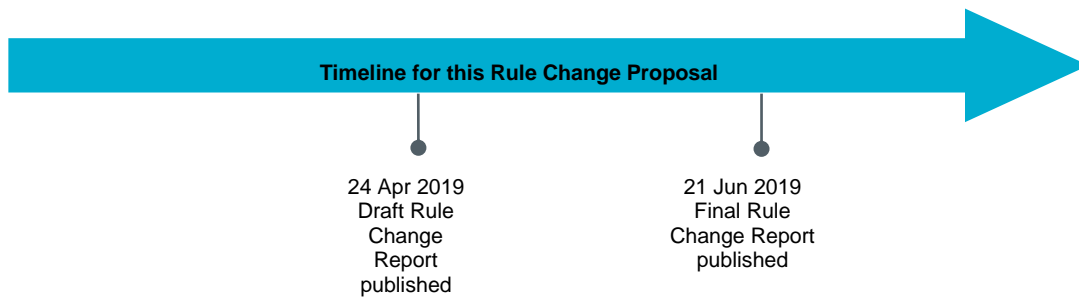 Timeline for this Rule Change Proposal
24 Apr 2019
Draft Rule
Change
Report
published
21 Jun 2019
Final Rule
Change Report
published